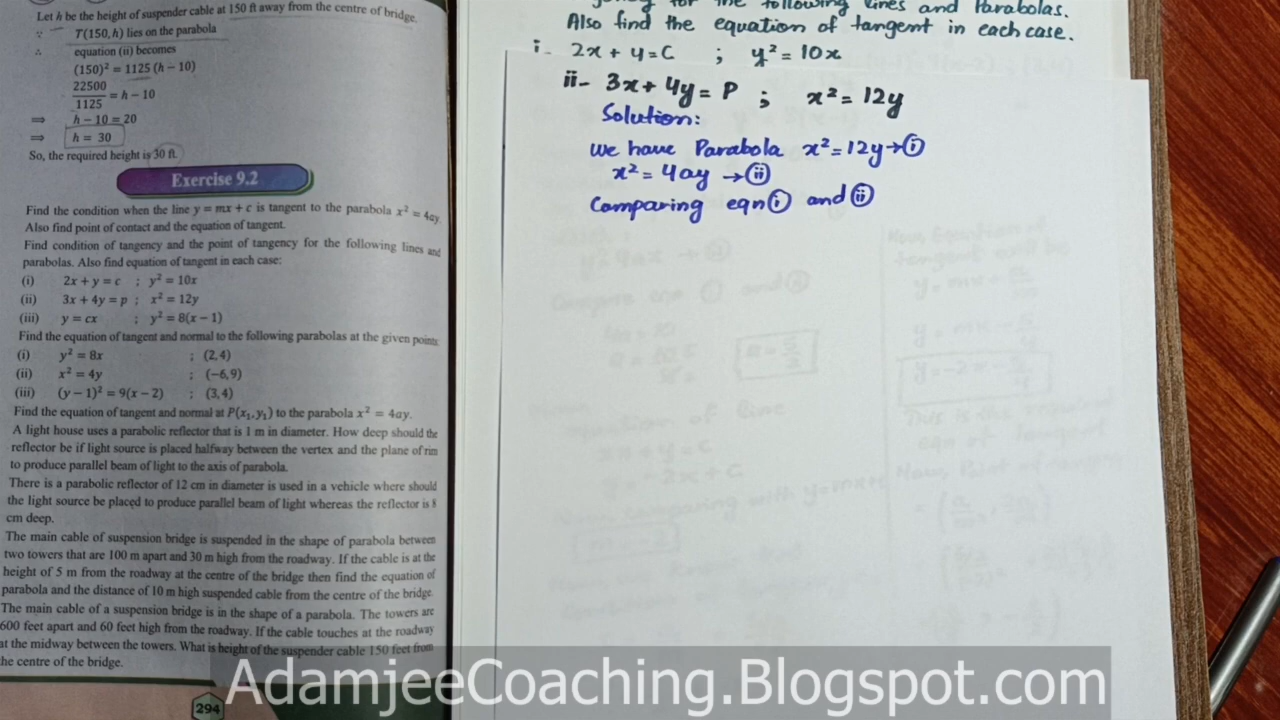 Let h be the height of suspender cable at 150 ft away from the centre of bridge.
∵ T(150, h) lies on the parabola
∴ equation (ii) becomes
(150)² = 1125 (h − 10)
22500
1125 = h − 10
⇒ h − 10 = 20
⇒ h = 30
So, the required height is 30 ft.
Exercise 9.2
Find the condition when the line y = mx + c is tangent to the parabola x² = 4ay.
Also find point of contact and the equation of tangent.
Find condition of tangency and the point of tangency for the following lines and
parabolas. Also find equation of tangent in each case:
(i) 2x + y = c ; y² = 10x
(ii) 3x + 4y = p ; x² = 12y
(iii) y = cx ; y² = 8(x − 1)
Find the equation of tangent and normal to the following parabolas at the given points:
(i) y² = 8x ; (2, 4)
(ii) x² = 4y ; (−6, 9)
(iii) (y − 1)² = 9(x − 2) ; (3, 4)
Find the equation of tangent and normal at P(x₁, y₁) to the parabola x² = 4ay.
A light house uses a parabolic reflector that is 1 m in diameter. How deep should the
reflector be if light source is placed halfway between the vertex and the plane of rim
to produce parallel beam of light to the axis of parabola.
There is a parabolic reflector of 12 cm in diameter is used in a vehicle where should
the light source be placed to produce parallel beam of light whereas the reflector is 8
cm deep.
The main cable of suspension bridge is suspended in the shape of parabola between
two towers that are 100 m apart and 30 m high from the roadway. If the cable is at the
height of 5 m from the roadway at the centre of the bridge then find the equation of
parabola and the distance of 10 m high suspended cable from the centre of the bridge.
The main cable of a suspension bridge is in the shape of a parabola. The towers are
600 feet apart and 60 feet high from the roadway. If the cable touches at the roadway
at the midway between the towers. What is height of the suspender cable 150 feet from
he centre of the bridge.
294
for the following lines and Parabolas.
Also find the equation of tangent in each case.
i- 2x + y = C ; y² = 10x
ii- 3x + 4y = P ; x² = 12y
Solution:
we have Parabola x² = 12y → (i)
x² = 4ay → (ii)
Comparing eqn (i) and (ii)
AdamjeeCoaching.Blogspot.com